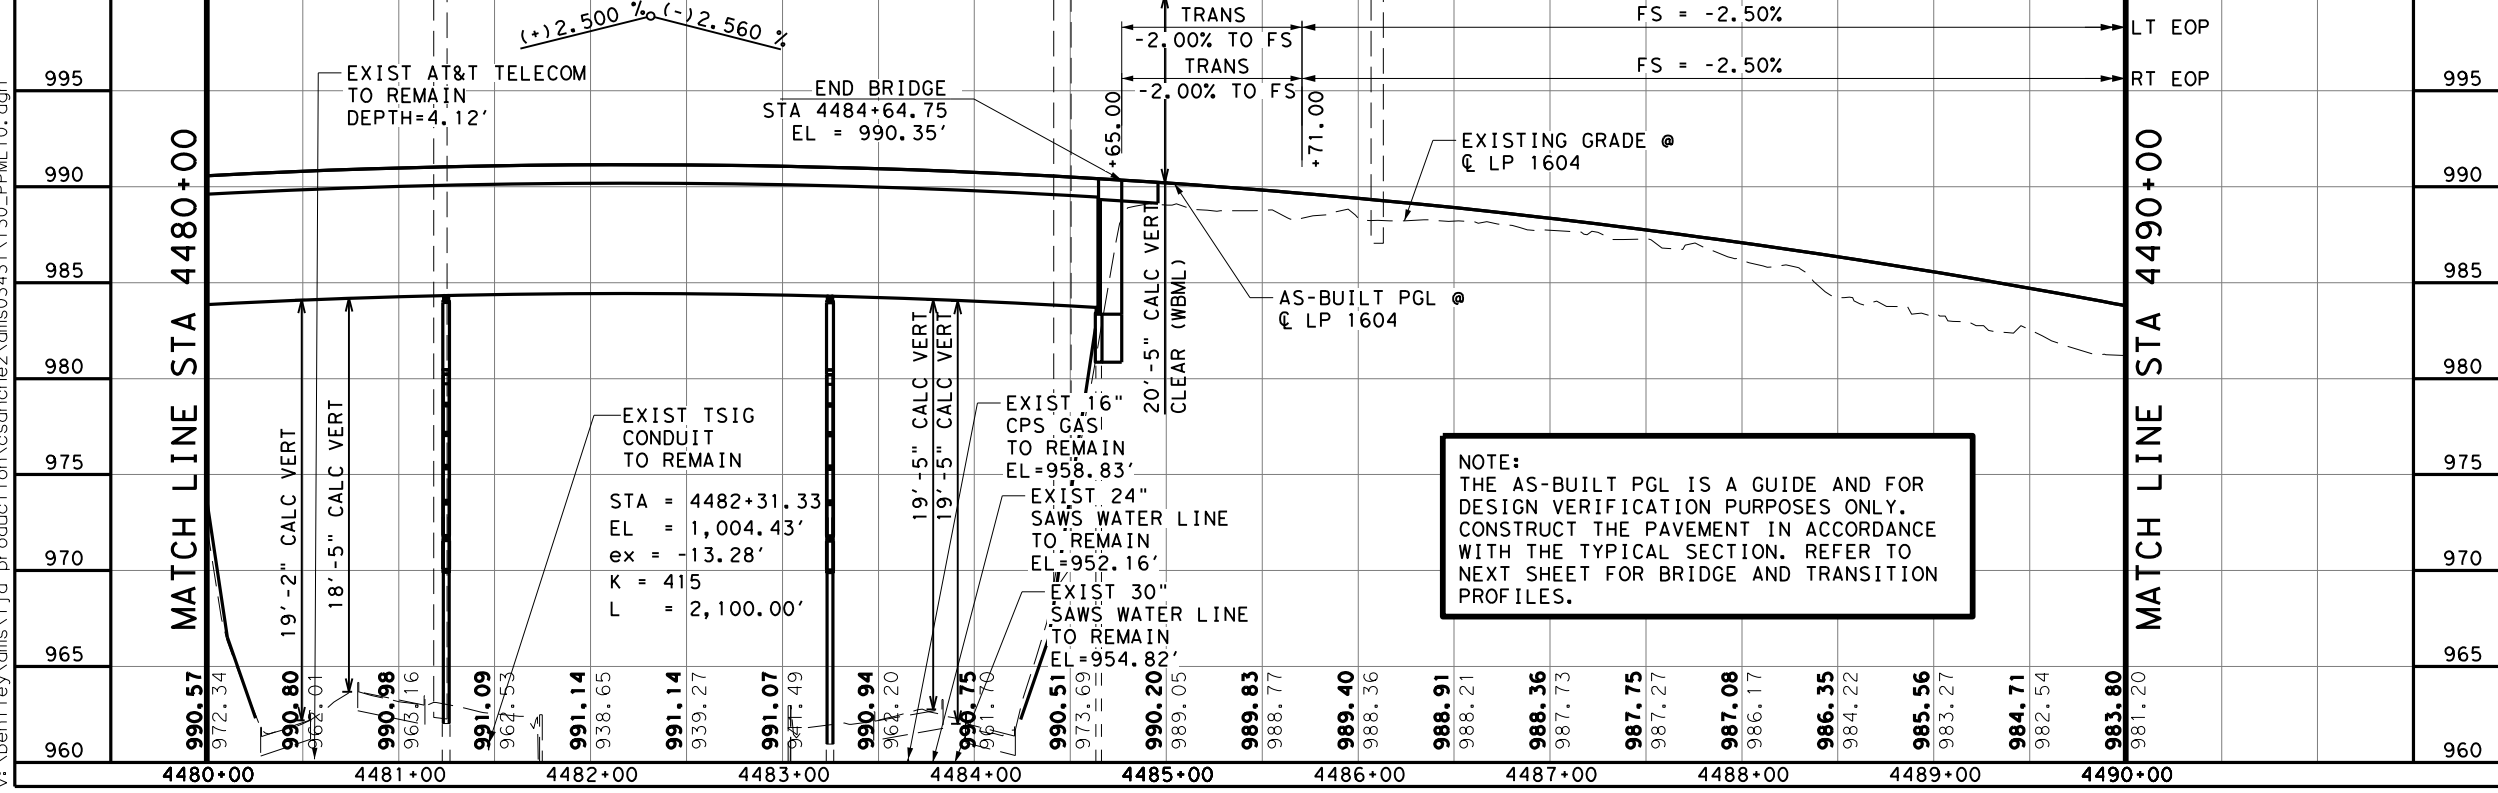 (+)2.500 %
(-)2.560 %
TRANS
-2.00% TO FS
FS = -2.50%
LT EOP
TRANS
-2.00% TO FS
FS = -2.50%
RT EOP
995
990
985
980
975
970
965
960
995
990
985
980
975
970
965
960
EXIST AT&T TELECOM
TO REMAIN
DEPTH=4.12'
END BRIDGE
STA 4484+64.75
EL = 990.35'
+65.00
+71.00
EXISTING GRADE @
℄ LP 1604
AS-BUILT PGL @
℄ LP 1604
MATCH LINE STA 4480+00
MATCH LINE STA 4490+00
19'-2" CALC VERT
18'-5" CALC VERT
19'-5" CALC VERT
19'-5" CALC VERT
20'-5" CALC VERT
CLEAR (WBML)
EXIST TSIG
CONDUIT
TO REMAIN
STA = 4482+31.33
EL = 1,004.43'
ex = -13.28'
K = 415
L = 2,100.00'
EXIST 16"
CPS GAS
TO REMAIN
EL=958.83'
EXIST 24"
SAWS WATER LINE
TO REMAIN
EL=952.16'
EXIST 30"
SAWS WATER LINE
TO REMAIN
EL=954.82'
NOTE:
THE AS-BUILT PGL IS A GUIDE AND FOR
DESIGN VERIFICATION PURPOSES ONLY.
CONSTRUCT THE PAVEMENT IN ACCORDANCE
WITH THE TYPICAL SECTION. REFER TO
NEXT SHEET FOR BRIDGE AND TRANSITION
PROFILES.
990.57
972.34
990.80
962.01
990.98
963.16
991.09
962.53
991.14
938.65
991.14
939.27
991.07
941.49
990.94
962.20
990.75
961.70
990.51
973.69
990.20
989.05
989.83
988.77
989.40
988.36
988.91
988.21
988.36
987.73
987.75
987.27
987.08
986.17
986.35
984.22
985.56
983.27
984.71
982.54
983.80
981.20
4480+00
4481+00
4482+00
4483+00
4484+00
4485+00
4486+00
4487+00
4488+00
4489+00
4490+00